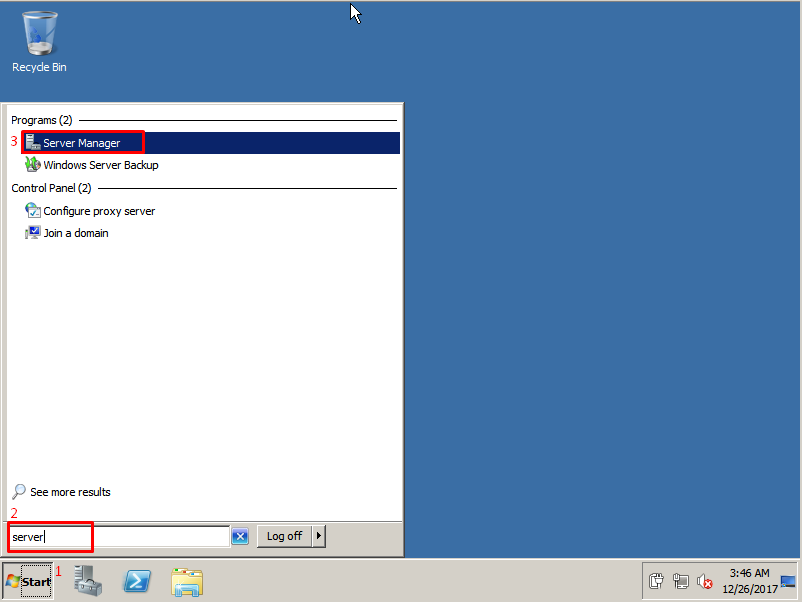 Recycle Bin
Programs (2)
3
Server Manager
Windows Server Backup
Control Panel (2)
Configure proxy server
Join a domain
See more results
2
server
Log off
Start
1
3:46 AM
12/26/2017